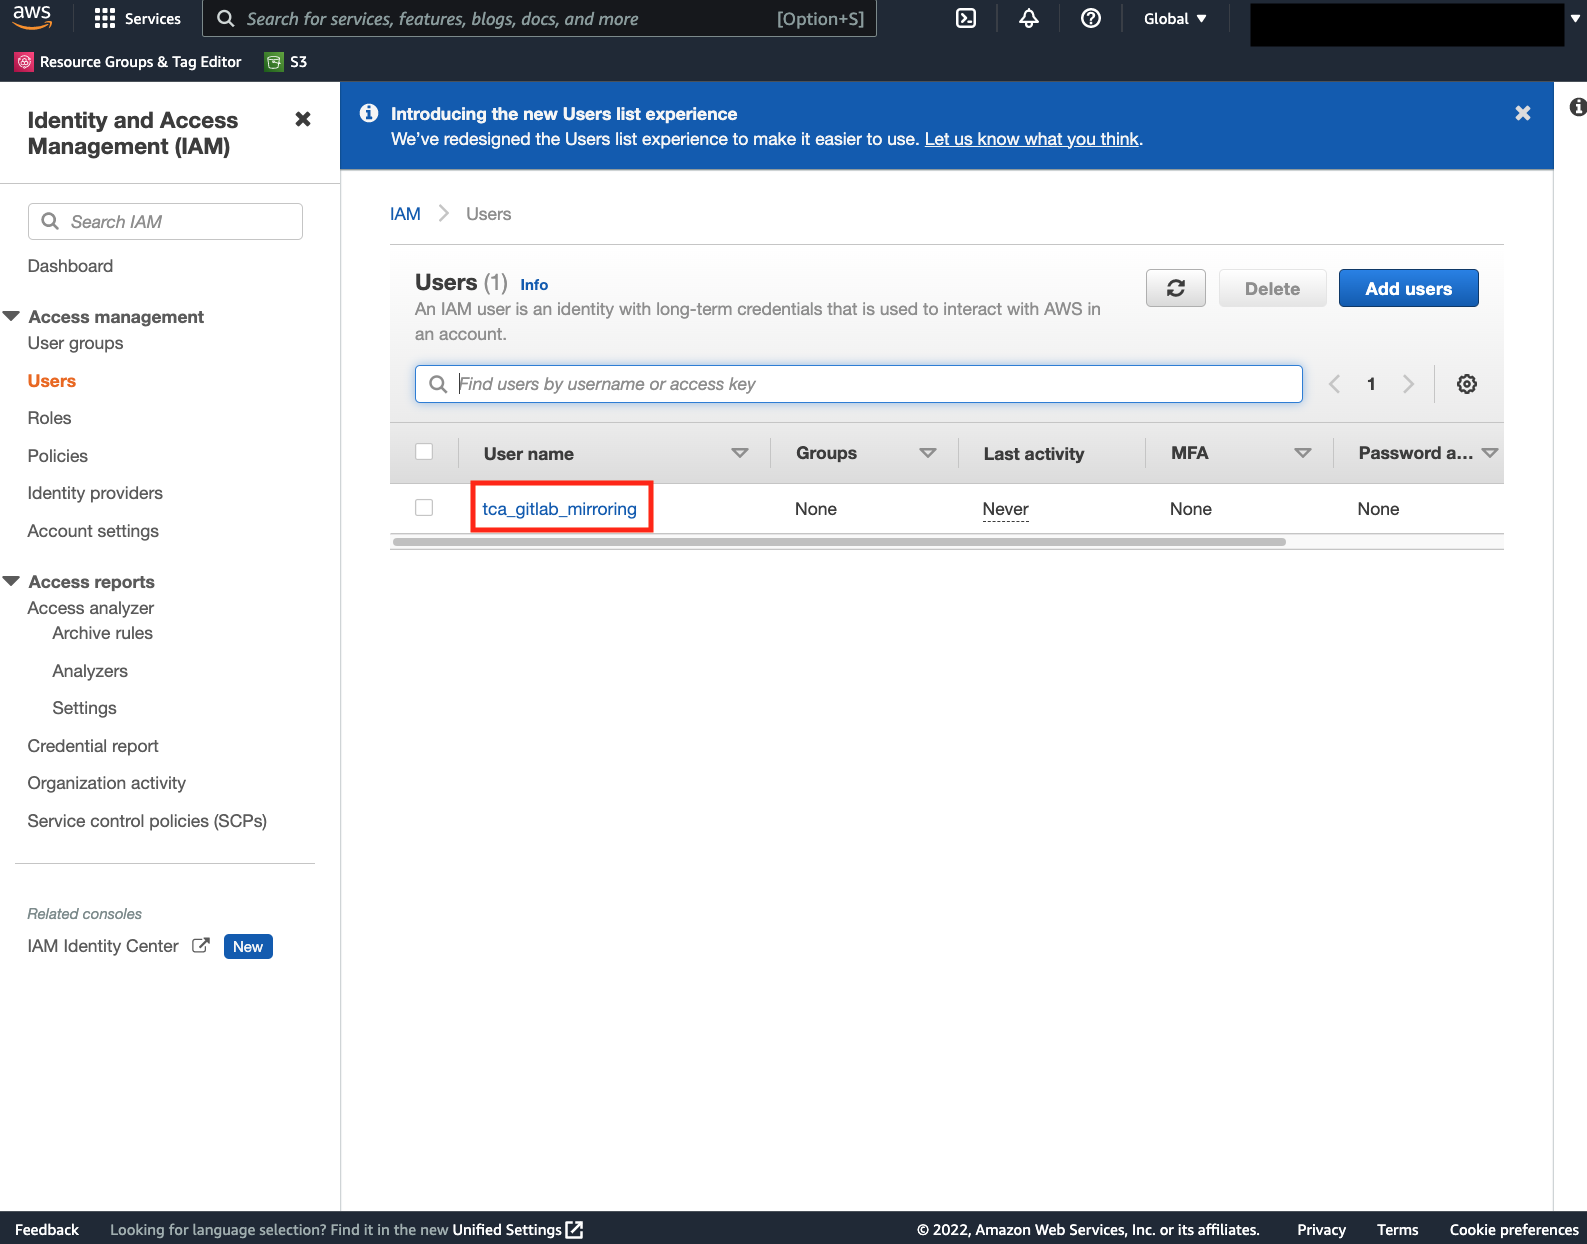 aws
Services
Search for services, features, blogs, docs, and more
[Option+S]
Global
Resource Groups & Tag Editor
S3
Identity and Access
Management (IAM)
Search IAM
Dashboard
Access management
User groups
Users
Roles
Policies
Identity providers
Account settings
Access reports
Access analyzer
Archive rules
Analyzers
Settings
Credential report
Organization activity
Service control policies (SCPs)
Related consoles
IAM Identity Center
New
Introducing the new Users list experience
We've redesigned the Users list experience to make it easier to use. Let us know what you think.
IAM
Users
Users (1) Info
An IAM user is an identity with long-term credentials that is used to interact with AWS in
an account.
Delete
Add users
Find users by username or access key
1
User name
Groups
Last activity
MFA
Password a...
tca_gitlab_mirroring
None
Never
None
None
Feedback
Looking for language selection? Find it in the new Unified Settings
© 2022, Amazon Web Services, Inc. or its affiliates.
Privacy
Terms
Cookie preferences